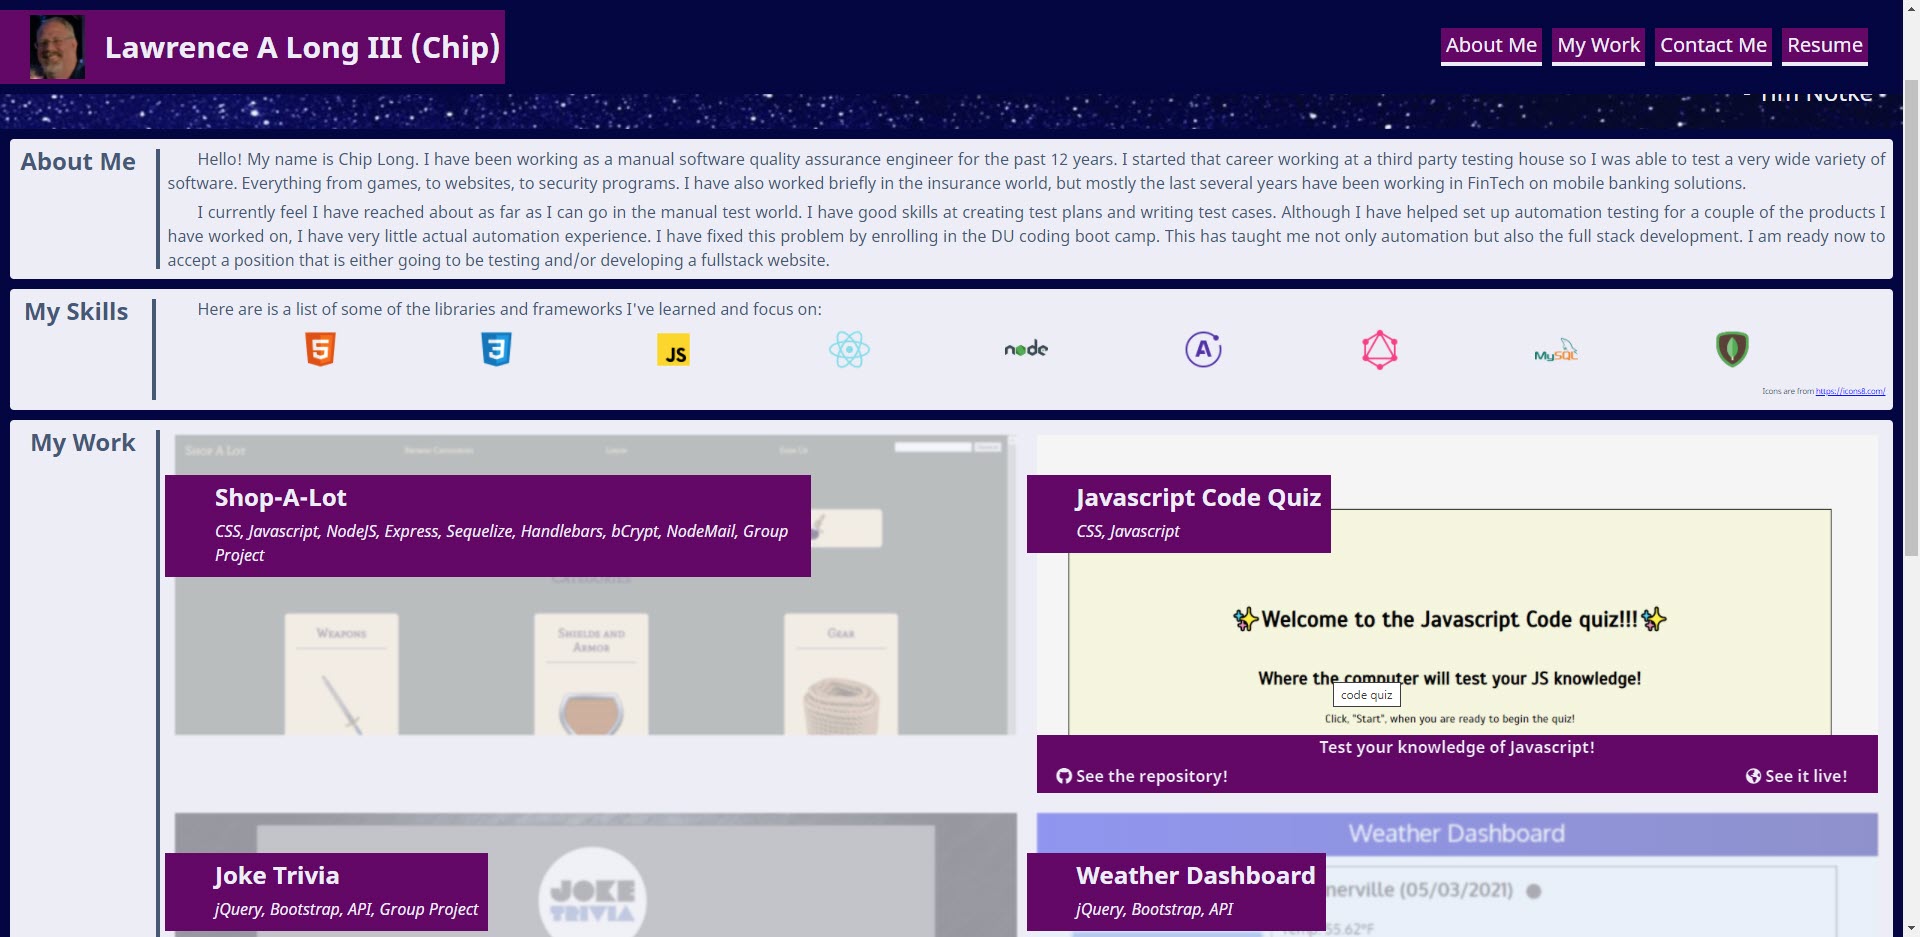 Lawrence A Long III (Chip)
About Me
My Work
Contact Me
Resume
- Tim Notke -
About Me
Hello! My name is Chip Long. I have been working as a manual software quality assurance engineer for the past 12 years. I started that career working at a third party testing house so I was able to test a very wide variety of
software. Everything from games, to websites, to security programs. I have also worked briefly in the insurance world, but mostly the last several years have been working in FinTech on mobile banking solutions.
I currently feel I have reached about as far as I can go in the manual test world. I have good skills at creating test plans and writing test cases. Although I have helped set up automation testing for a couple of the products I
have worked on, I have very little actual automation experience. I have fixed this problem by enrolling in the DU coding boot camp. This has taught me not only automation but also the full stack development. I am ready now to
accept a position that is either going to be testing and/or developing a fullstack website.
My Skills
Here are is a list of some of the libraries and frameworks I've learned and focus on:
5
3
JS
node
A
MySQL
Icons are from https://icons8.com/
My Work
Shop A Lot
Browse Categories
Login
Sign Up
Shop-A-Lot
CSS, Javascript, NodeJS, Express, Sequelize, Handlebars, bCrypt, NodeMail, Group
Project
Categories
Weapons
Shields and
Armor
Gear
Javascript Code Quiz
CSS, Javascript
Welcome to the Javascript Code quiz!!!
Where the computer will test your JS knowledge!
code quiz
Click, "Start", when you are ready to begin the quiz!
Test your knowledge of Javascript!
See the repository!
See it live!
Joke Trivia
jQuery, Bootstrap, API, Group Project
JOKE
TRIVIA
Weather Dashboard
Weather Dashboard
jQuery, Bootstrap, API
nerville (05/03/2021)
Temp: 55.62°F